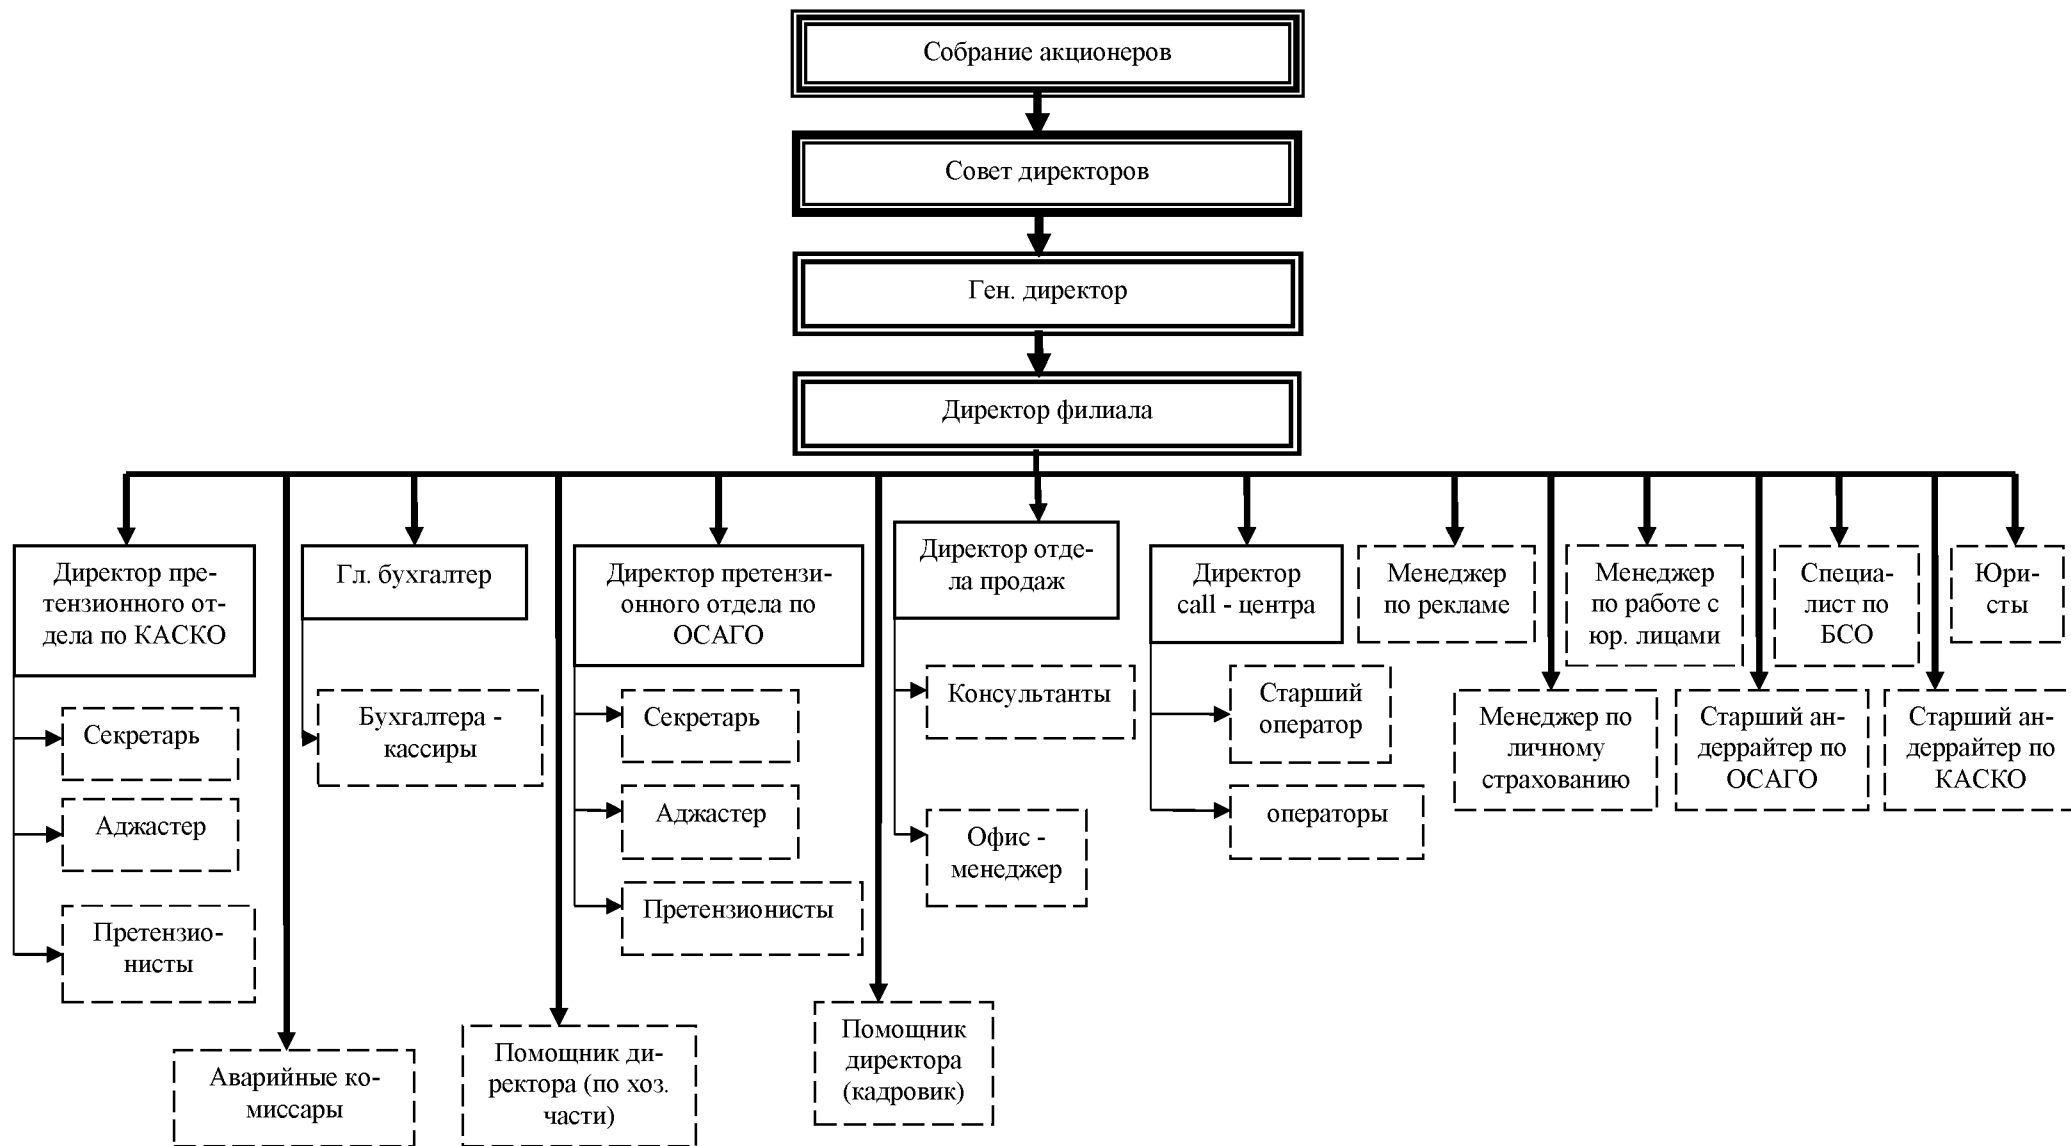 Собрание акционеров
Совет директоров
Ген. директор
Директор филиала
Директор пре-
тензионного от-
дела по КАСКО
Секретарь
Аджастер
Претензио-
нисты
Аварийные ко-
миссары
Гл. бухгалтер
Бухгалтера -
кассиры
Помощник ди-
ректора (по хоз.
части)
Директор претензи-
онного отдела по
ОСАГО
Секретарь
Аджастер
Претензионисты
Помощник
директора
(кадровик)
Директор отде-
ла продаж
Консультанты
Офис -
менеджер
Директор
call - центра
Старший
оператор
операторы
Менеджер
по рекламе
Менеджер по
личному
страхованию
Менеджер
по работе с
юр. лицами
Старший ан-
деррайтер по
ОСАГО
Специа-
лист по
БСО
Старший ан-
деррайтер по
КАСКО
Юри-
сты